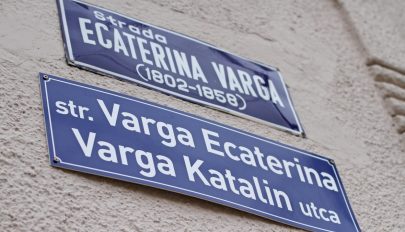 Strada
ECATERINA VARGA
(1802-1858)
str. Varga Ecaterina
Varga Katalin utca